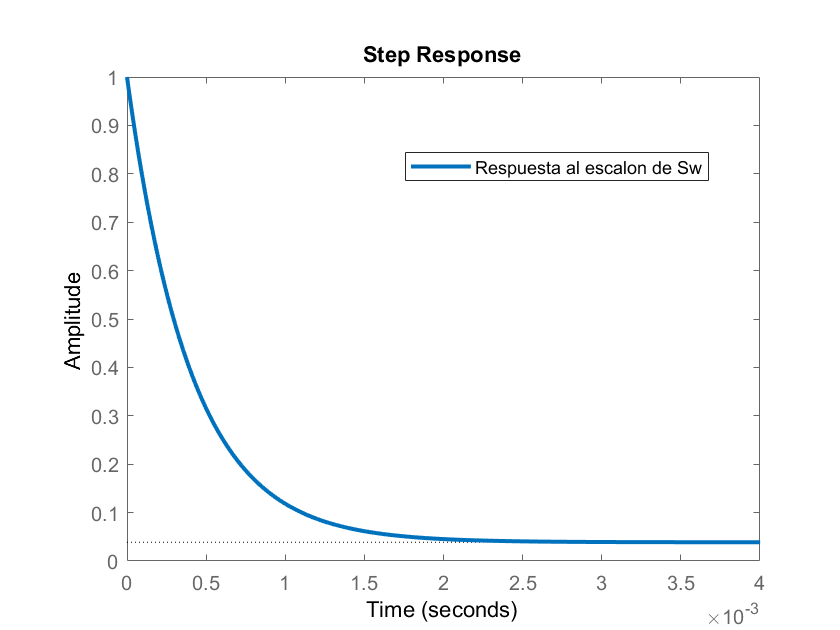 Step Response
1
0.9
0.8
0.7
0.6
0.5
0.4
0.3
0.2
0.1
0
Amplitude
Respuesta al escalon de Sw
0 0.5 1 1.5 2 2.5 3 3.5 4
Time (seconds)
×10⁻³